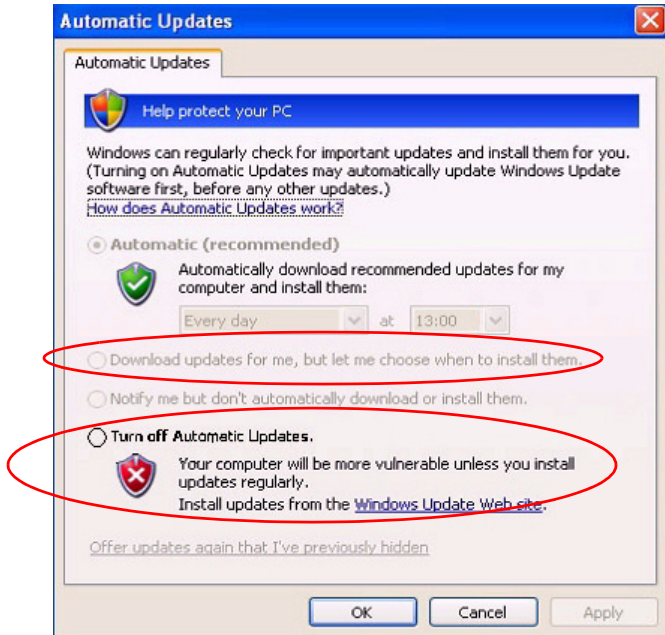 Automatic Updates
Automatic Updates
Help protect your PC
Windows can regularly check for important updates and install them for you.
(Turning on Automatic Updates may automatically update Windows Update
software first, before any other updates.)
How does Automatic Updates work?
Automatic (recommended)
Automatically download recommended updates for my
computer and install them:
Every day at 13:00
Download updates for me, but let me choose when to install them.
Notify me but don't automatically download or install them.
Turn off Automatic Updates.
Your computer will be more vulnerable unless you install
updates regularly.
Install updates from the Windows Update Web site.
Offer updates again that I've previously hidden
OK Cancel Apply